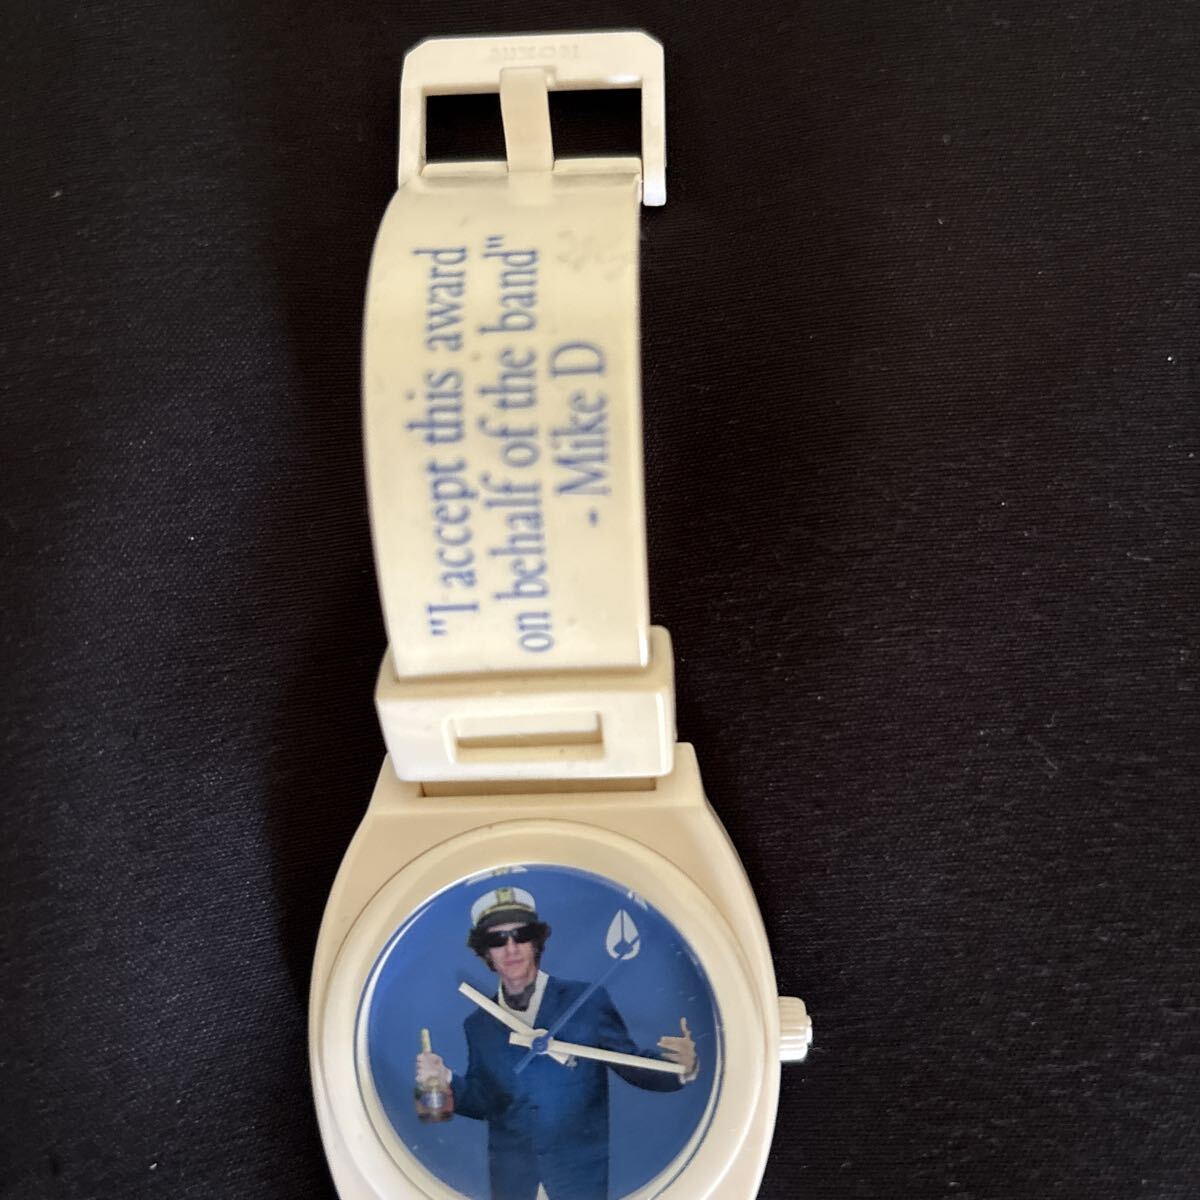 "I accept this award
on behalf of the band"
- Mike D